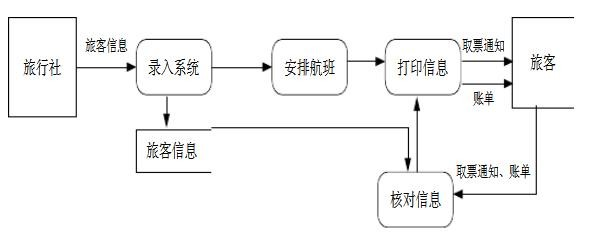 旅行社
旅客信息
录入系统
安排航班
打印信息
取票通知
账单
旅客
旅客信息
取票通知、账单
核对信息